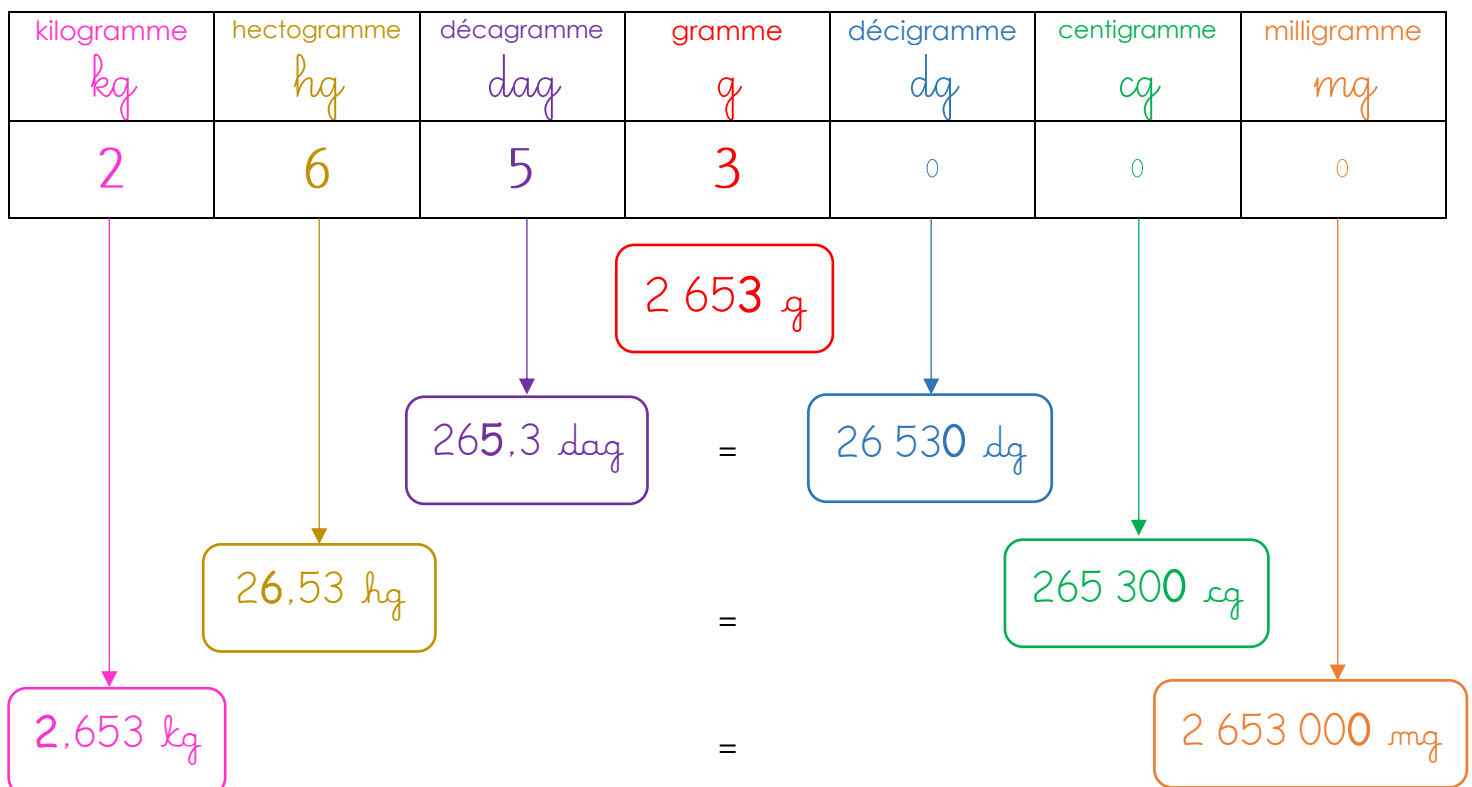 kilogramme hectogramme décagramme gramme décigramme centigramme milligramme
kg hg dag g dg cg mg
2 6 5 3 0 0 0
2 653 g
265,3 dag = 26 530 dg
26,53 hg = 265 300 cg
2,653 kg = 2 653 000 mg